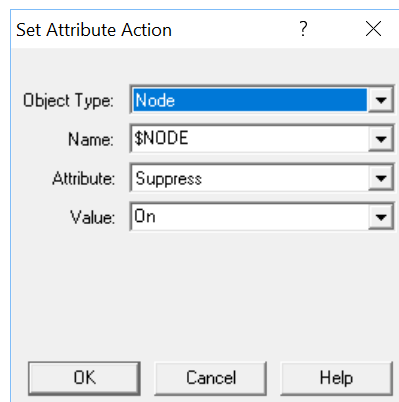 Set Attribute Action ?
Object Type: Node
Name: $NODE
Attribute: Suppress
Value: On
OK Cancel Help